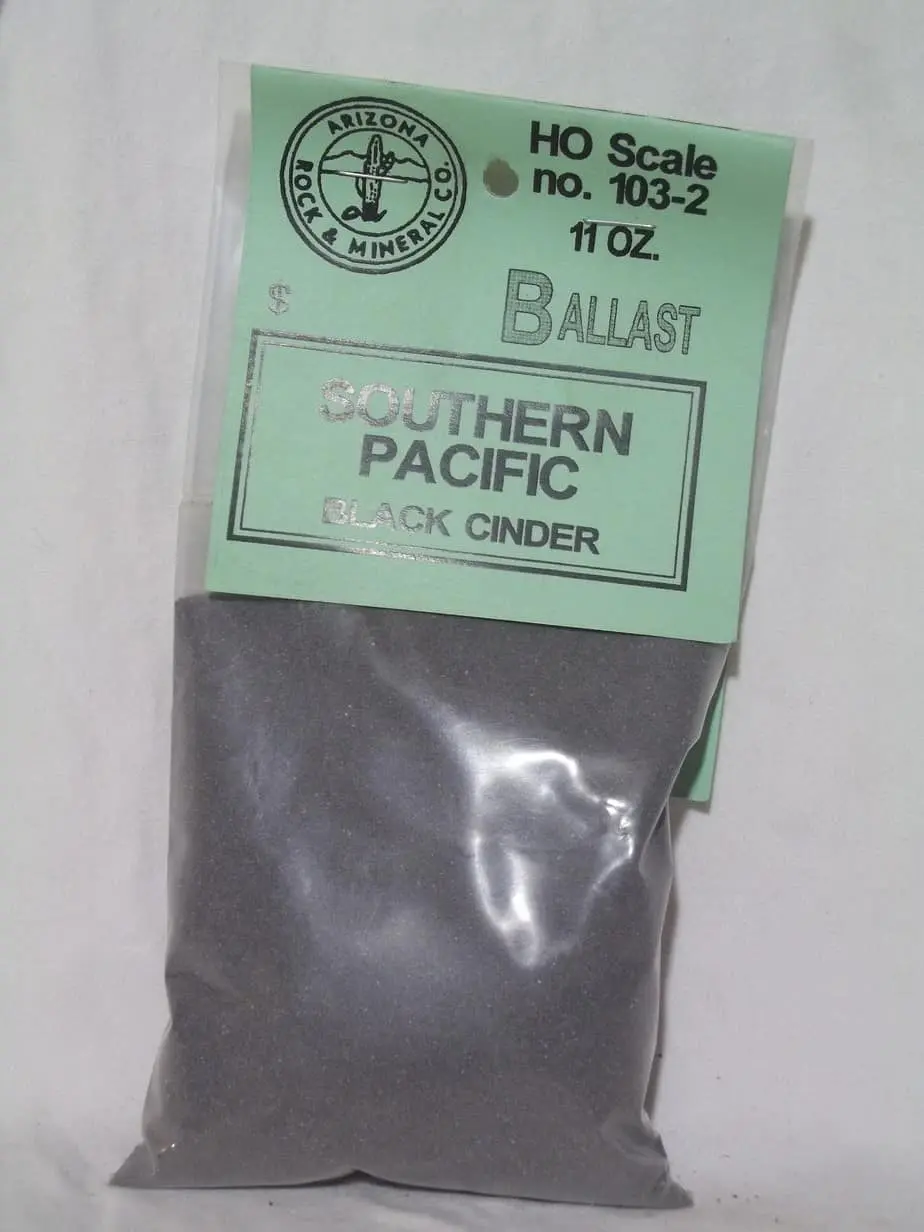 ARIZONA
ROCK & MINERAL CO.
HO Scale
no. 103-2
11 OZ.
$
BALLAST
SOUTHERN
PACIFIC
BLACK CINDER